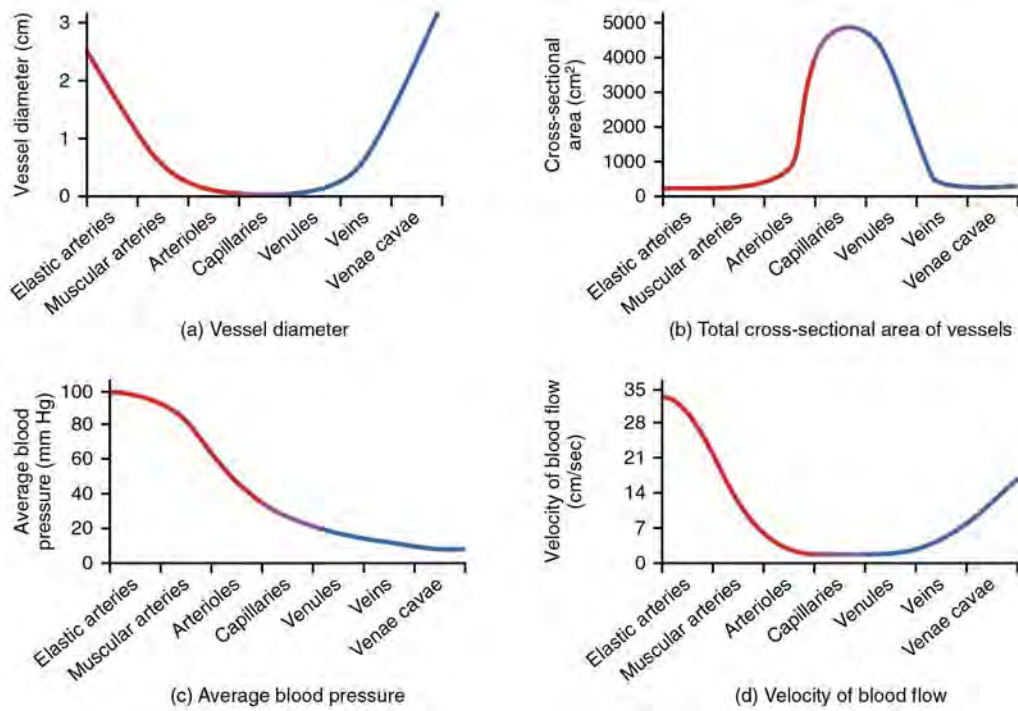 Vessel diameter (cm)
3
2
1
0
Elastic arteries
Muscular arteries
Arterioles
Capillaries
Venules
Veins
Venae cavae
(a) Vessel diameter
Cross-sectional
area (cm²)
5000
4000
3000
2000
1000
0
Elastic arteries
Muscular arteries
Arterioles
Capillaries
Venules
Veins
Venae cavae
(b) Total cross-sectional area of vessels
Average blood
pressure (mm Hg)
100
80
60
40
20
0
Elastic arteries
Muscular arteries
Arterioles
Capillaries
Venules
Veins
Venae cavae
(c) Average blood pressure
Velocity of blood flow
(cm/sec)
35
28
21
14
7
0
Elastic arteries
Muscular arteries
Arterioles
Capillaries
Venules
Veins
Venae cavae
(d) Velocity of blood flow